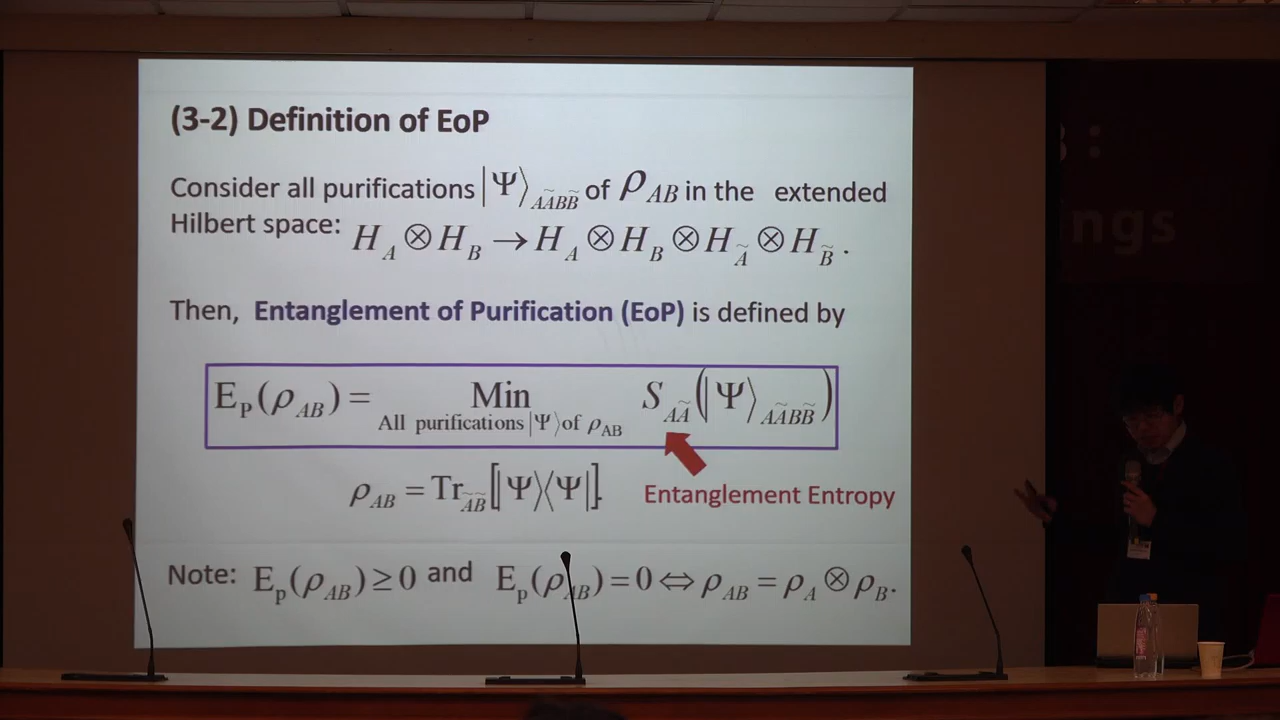 (3-2) Definition of EoP
Consider all purifications |Ψ⟩_{AÃBB̃} of ρ_{AB} in the extended
Hilbert space: H_A ⊗ H_B → H_A ⊗ H_B ⊗ H_Ã ⊗ H_B̃.
Then, Entanglement of Purification (EoP) is defined by
E_P(ρ_{AB}) = Min S_{AÃ}(|Ψ⟩_{AÃBB̃})
All purifications |Ψ⟩ of ρ_{AB}
ρ_{AB} = Tr_{ÃB̃}[|Ψ⟩⟨Ψ|].
Entanglement Entropy
Note: E_p(ρ_{AB}) ≥ 0 and E_p(ρ_{AB}) = 0 ⇔ ρ_{AB} = ρ_A ⊗ ρ_B.
ngs